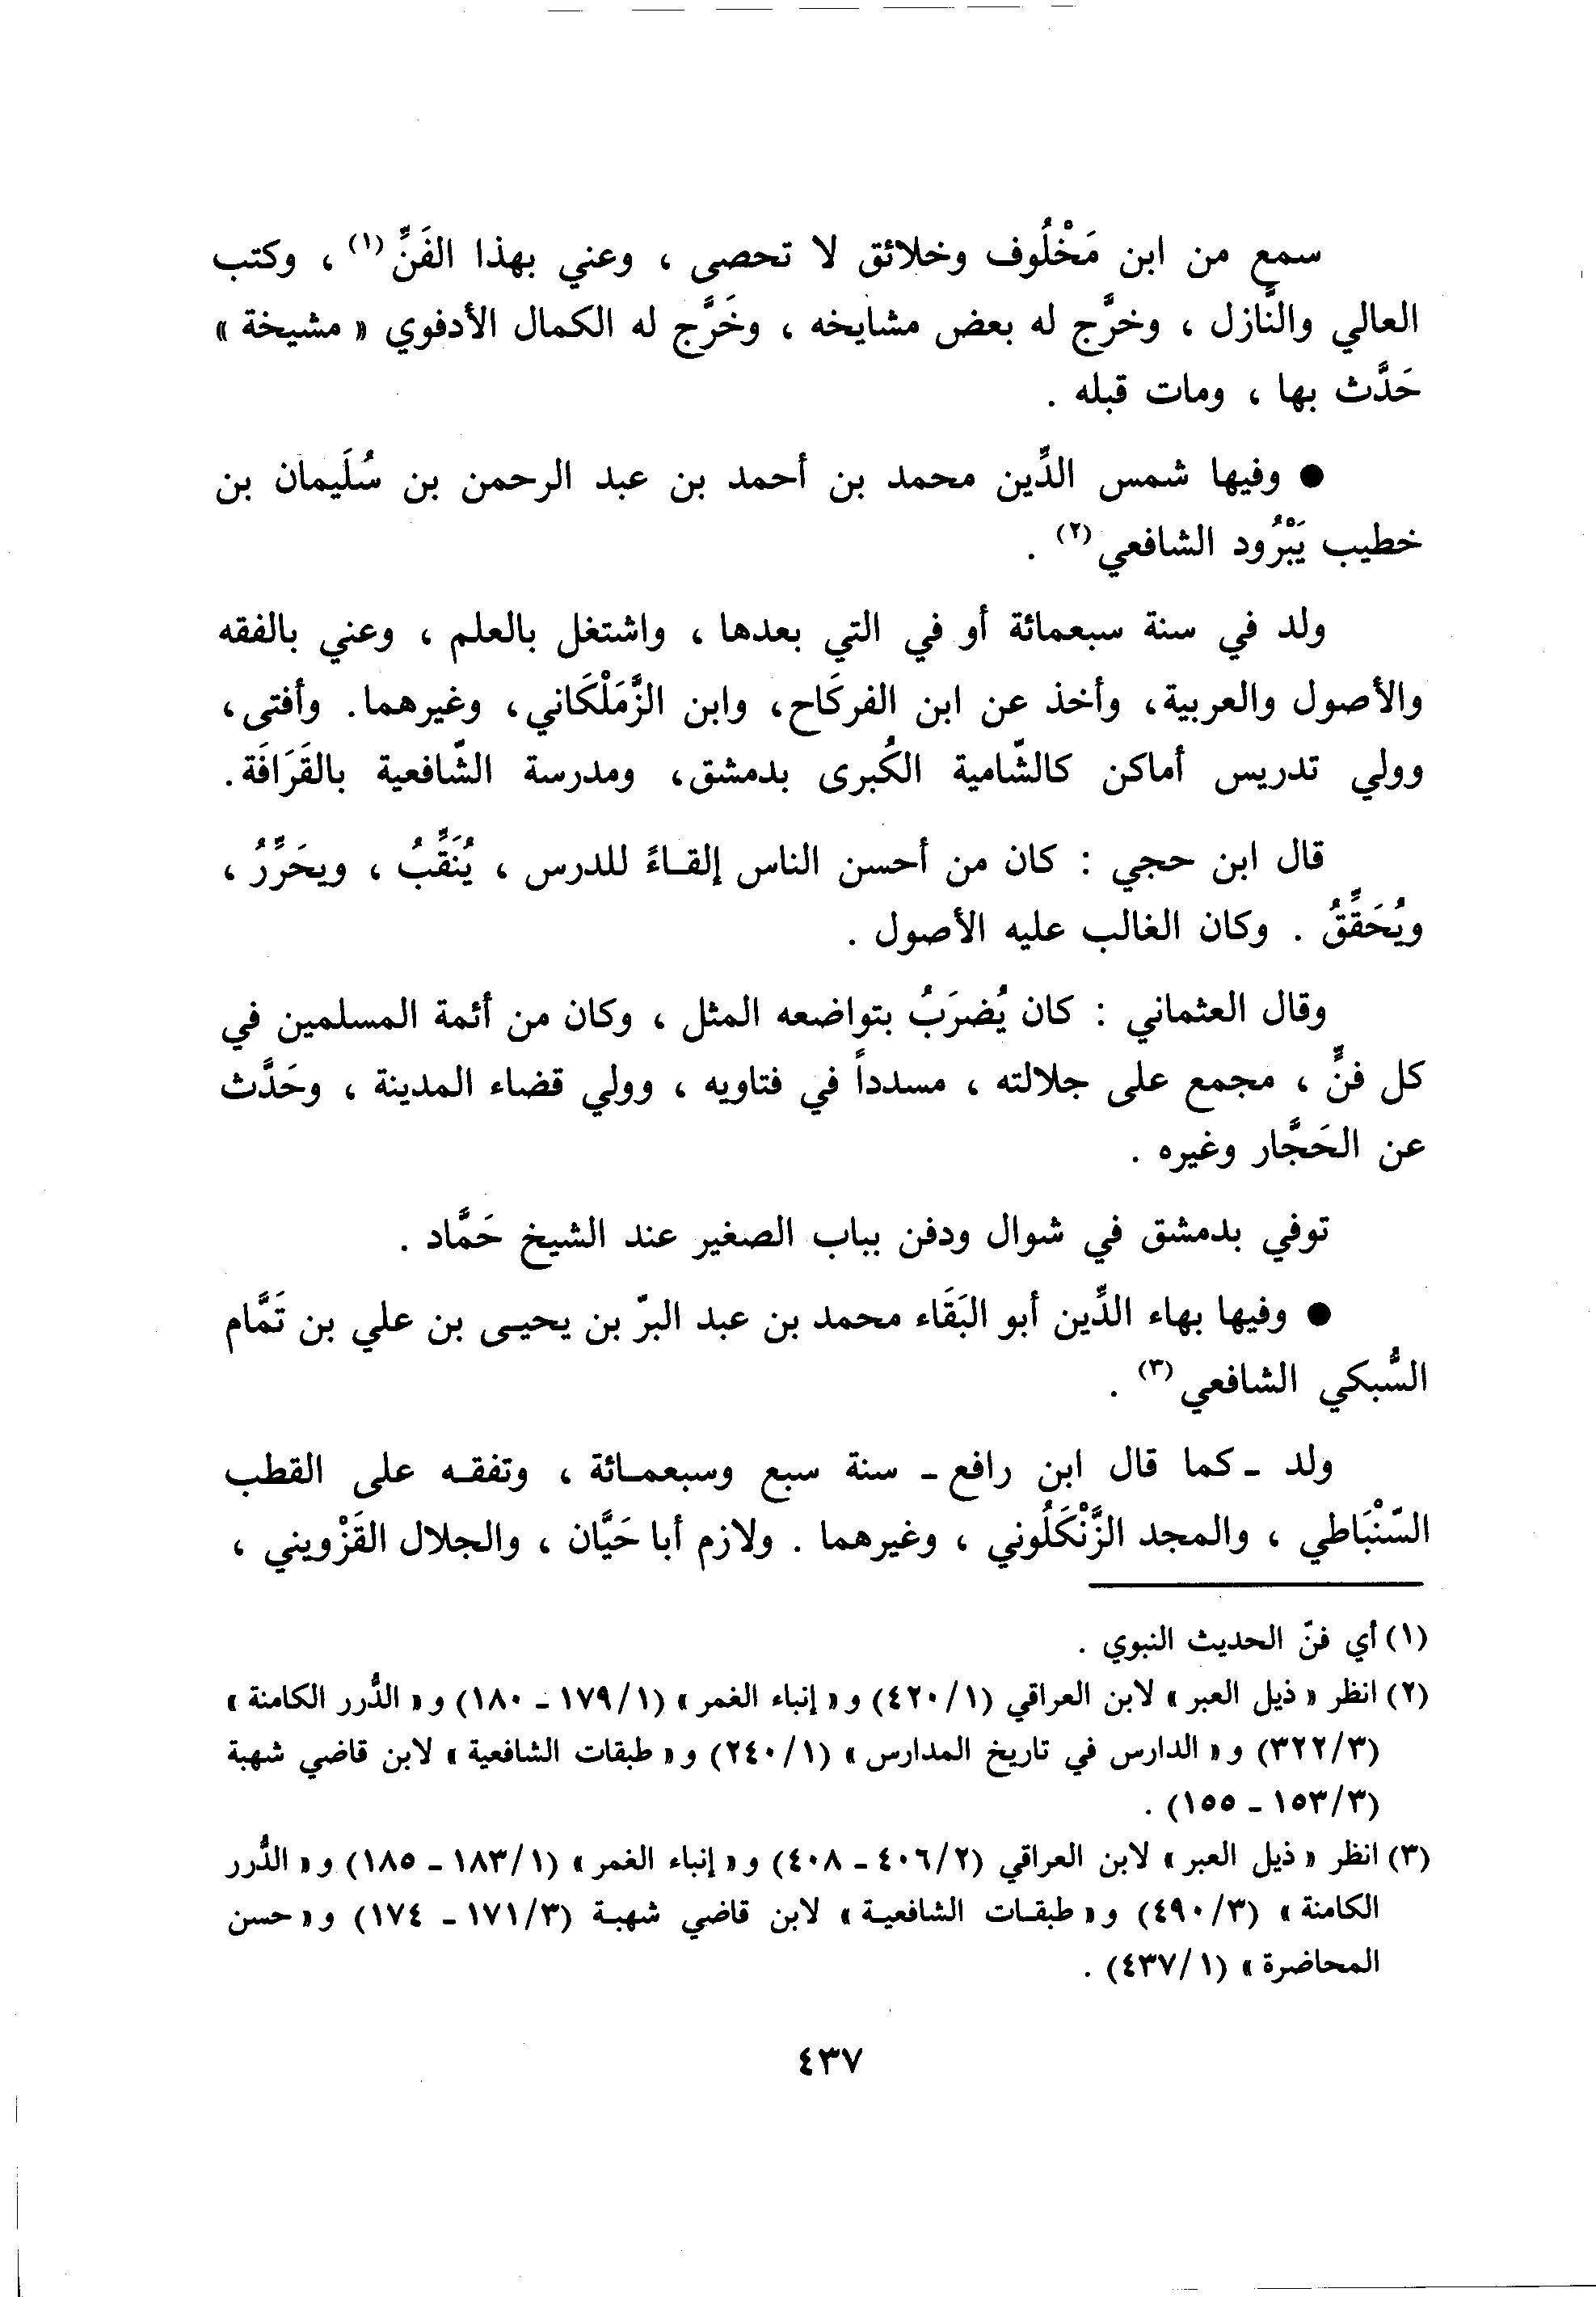 سمع من ابن مَخْلُوف وخلائق لا تحصى ، وعني بهذا الفَنِّ (١) ، وكتب
العالي والنَّازل ، وخرَّج له بعض مشايخه ، وخَرَّج له الكمال الأدفوي « مشيخة »
حَدَّث بها ، ومات قبله .
● وفيها شمس الدِّين محمد بن أحمد بن عبد الرحمن بن سُلَيمان بن
خطيب يَبْرُود الشافعي (٢) .
ولد في سنة سبعمائة أو في التي بعدها ، واشتغل بالعلم ، وعني بالفقه
والأصول والعربية، وأخذ عن ابن الفركَاح، وابن الزَّمَلْكَاني، وغيرهما. وأفتى،
وولي تدريس أماكن كالشّامية الكُبرى بدمشق، ومدرسة الشّافعية بالقَرَافَة.
قال ابن حجي : كان من أحسن الناس إلقاءً للدرس ، يُنَقِّبُ ، ويحَرِّرُ ،
ويُحَقِّقُ . وكان الغالب عليه الأصول .
وقال العثماني : كان يُضرَبُ بتواضعه المثل ، وكان من أئمة المسلمين في
كل فنٍّ ، مجمع على جلالته ، مسدداً في فتاويه ، وولي قضاء المدينة ، وحَدَّث
عن الحَجَّار وغيره .
توفي بدمشق في شوال ودفن بباب الصغير عند الشيخ حَمَّاد .
● وفيها بهاء الدِّين أبو البَقَاء محمد بن عبد البرّ بن يحيى بن علي بن تَمَّام
السُّبكي الشافعي (٣) .
ولد - كما قال ابن رافع - سنة سبع وسبعمائة ، وتفقه على القطب
السّنْبَاطي ، والمجد الزَّنْكَلُوني ، وغيرهما . ولازم أبا حَيَّان ، والجلال القَزْويني ،
(١) أي فنّ الحديث النبوي .
(٢) انظر « ذيل العبر » لابن العراقي (١/ ٤٢٠) و « إنباء الغمر » (١/ ١٧٩ - ١٨٠) و « الدُّرر الكامنة »
(٣/ ٣٢٢) و « الدارس في تاريخ المدارس » (١/ ٢٤٠) و « طبقات الشافعية » لابن قاضي شهبة
(٣/ ١٥٣ - ١٥٥) .
(٣) انظر « ذيل العبر » لابن العراقي (٢/ ٤٠٦ - ٤٠٨) و « إنباء الغمر » (١/ ١٨٣ - ١٨٥) و « الدُّرر
الكامنة » (٣/ ٤٩٠) و « طبقات الشافعية » لابن قاضي شهبة (٣/ ١٧١ - ١٧٤) و « حسن
المحاضرة » (١/ ٤٣٧) .
٤٣٧